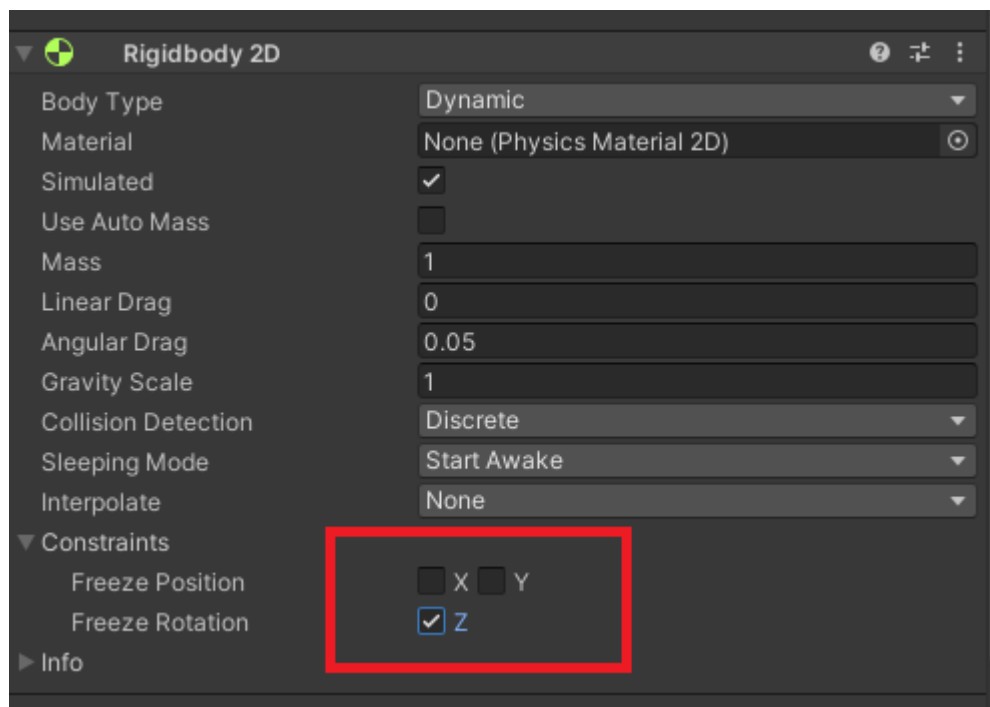 Rigidbody 2D
Body Type Dynamic
Material None (Physics Material 2D)
Simulated
Use Auto Mass
Mass 1
Linear Drag 0
Angular Drag 0.05
Gravity Scale 1
Collision Detection Discrete
Sleeping Mode Start Awake
Interpolate None
Constraints
Freeze Position X Y
Freeze Rotation Z
Info